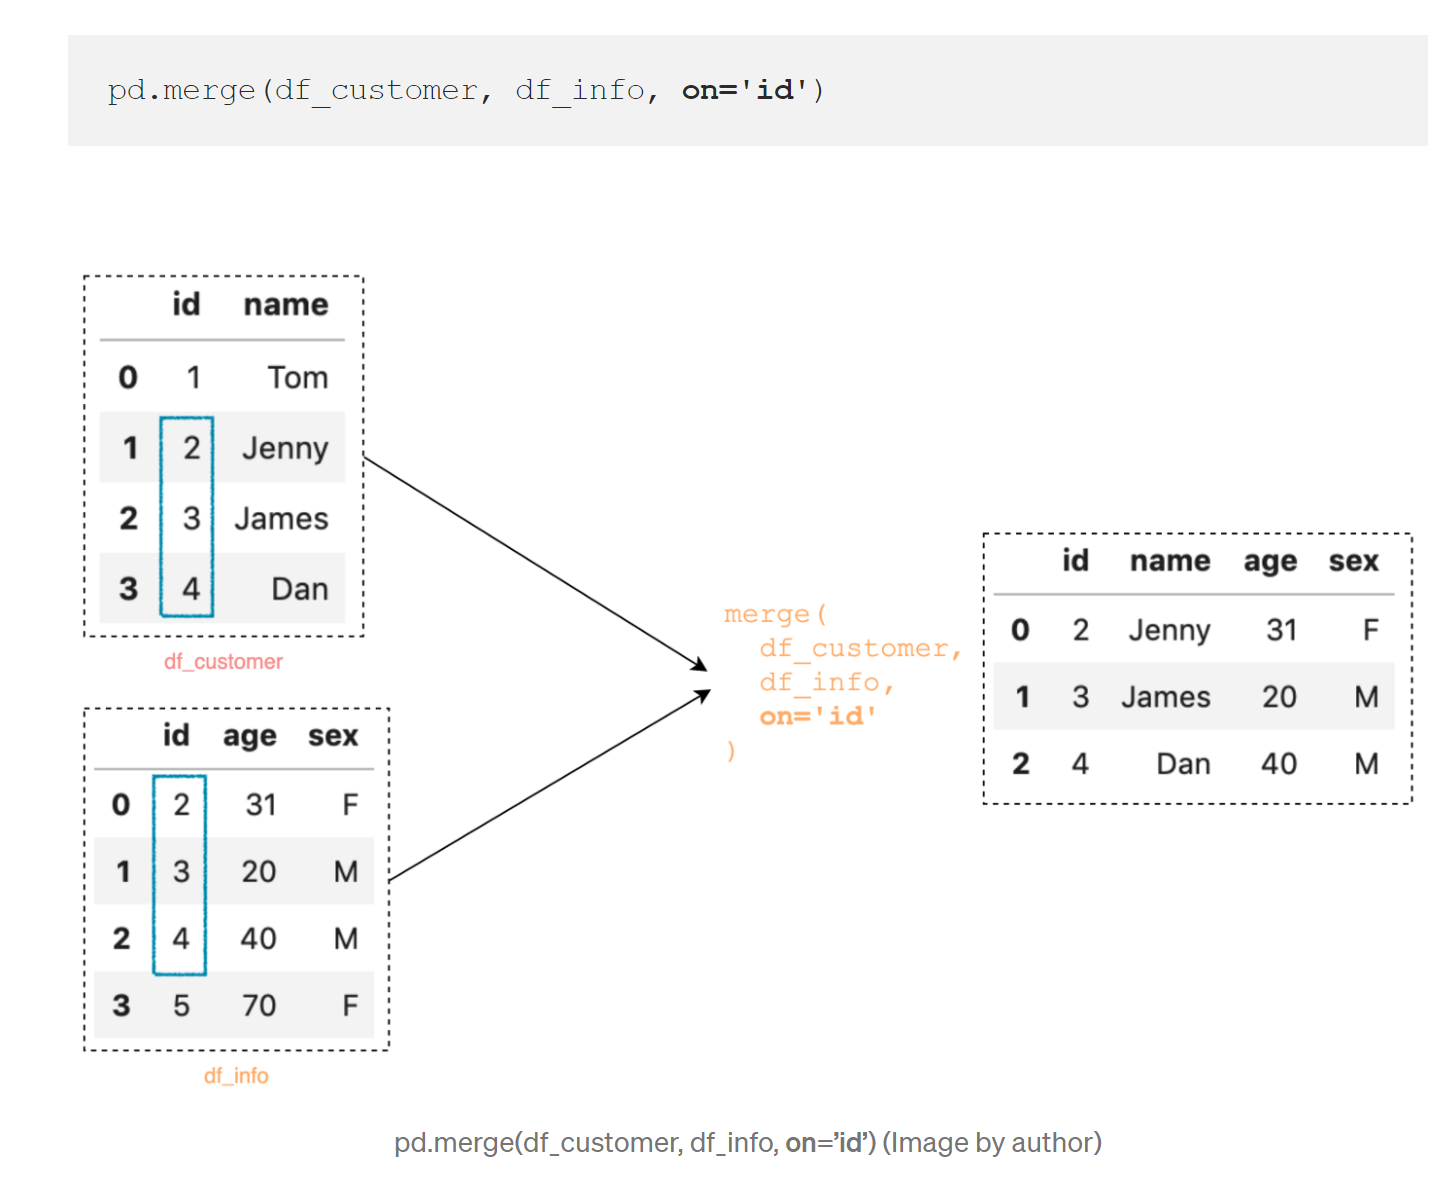 pd.merge(df_customer, df_info, on='id')
id name
0 1 Tom
1 2 Jenny
2 3 James
3 4 Dan
df_customer
id age sex
0 2 31 F
1 3 20 M
2 4 40 M
3 5 70 F
df_info
merge(
df_customer,
df_info,
on='id'
)
id name age sex
0 2 Jenny 31 F
1 3 James 20 M
2 4 Dan 40 M
pd.merge(df_customer, df_info, on=’id’) (Image by author)